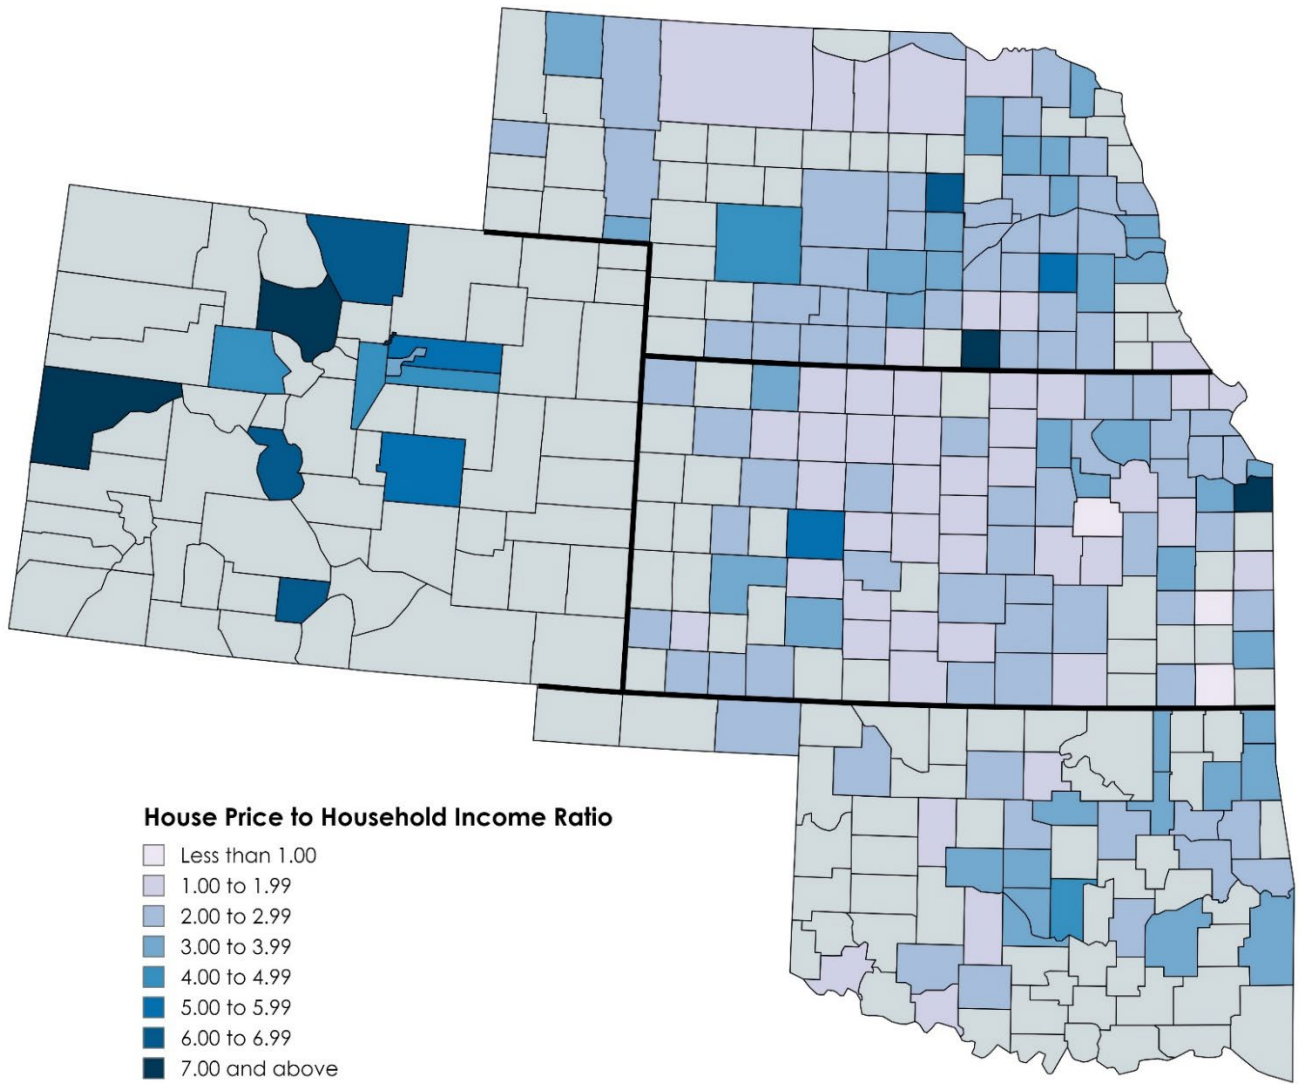 House Price to Household Income Ratio
Less than 1.00
1.00 to 1.99
2.00 to 2.99
3.00 to 3.99
4.00 to 4.99
5.00 to 5.99
6.00 to 6.99
7.00 and above